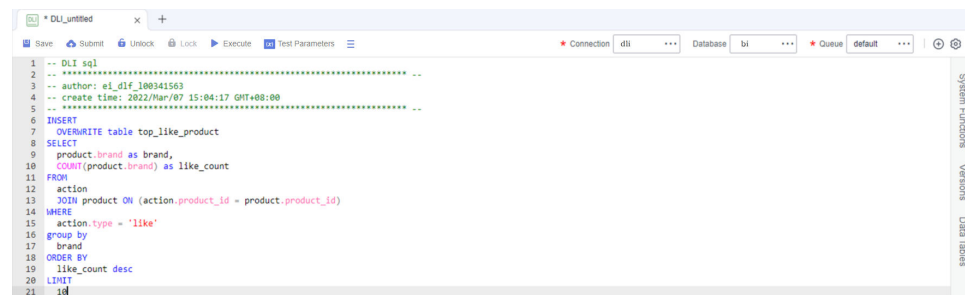 DLI * DLI_untitled × +
Save Submit Unlock Lock Execute Test Parameters * Connection dli ... Database bi ... * Queue default ...
1 -- DLI sql
2 -- ******************************************************************** --
3 -- author: ei_dlf_l00341563
4 -- create time: 2022/Mar/07 15:04:17 GMT+08:00
5 -- ******************************************************************** --
6 INSERT
7 OVERWRITE table top_like_product
8 SELECT
9 product.brand as brand,
10 COUNT(product.brand) as like_count
11 FROM
12 action
13 JOIN product ON (action.product_id = product.product_id)
14 WHERE
15 action.type = 'like'
16 group by
17 brand
18 ORDER BY
19 like_count desc
20 LIMIT
21 10
System Functions
Versions
Data Tables